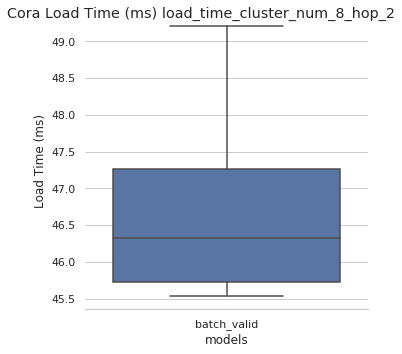 Cora Load Time (ms) load_time_cluster_num_8_hop_2
49.0
48.5
48.0
47.5
47.0
46.5
46.0
45.5
Load Time (ms)
batch_valid
models